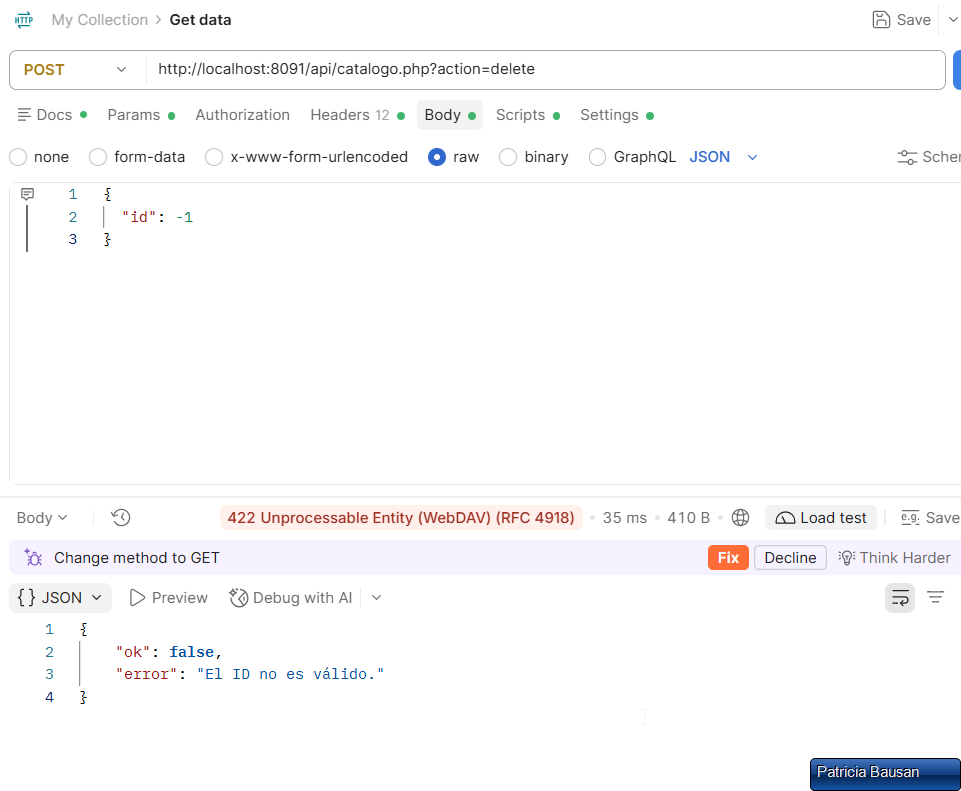 HTTP My Collection > Get data Save
POST http://localhost:8091/api/catalogo.php?action=delete
Docs Params Authorization Headers 12 Body Scripts Settings
none form-data x-www-form-urlencoded raw binary GraphQL JSON
1 {
2 "id": -1
3 }
Body 422 Unprocessable Entity (WebDAV) (RFC 4918) • 35 ms • 410 B • Load test e.g. Save
Change method to GET Fix Decline Think Harder
{} JSON Preview Debug with AI
1 {
2 "ok": false,
3 "error": "El ID no es válido."
4 }
Patricia Bausan